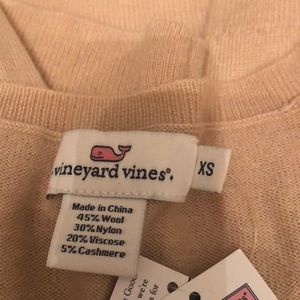 vineyard vines®.
XS
Made in China
45% Wool
30% Nylon
20% Viscose
5% Cashmere